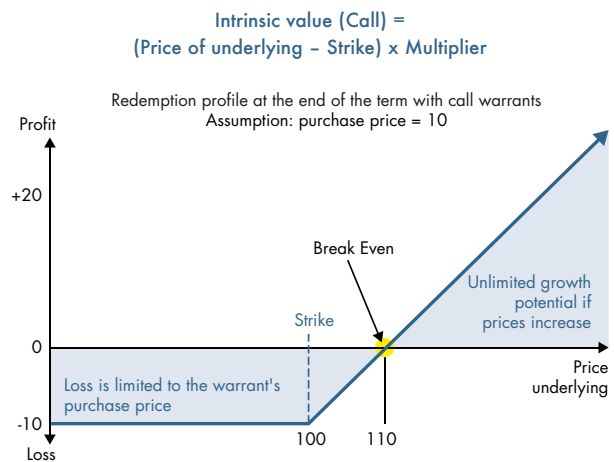 Intrinsic value (Call) =
(Price of underlying – Strike) x Multiplier
Redemption profile at the end of the term with call warrants
Assumption: purchase price = 10
Profit
+20
Break Even
Unlimited growth
potential if
prices increase
Strike
0
Price
underlying
Loss is limited to the warrant's
purchase price
-10
100
110
Loss